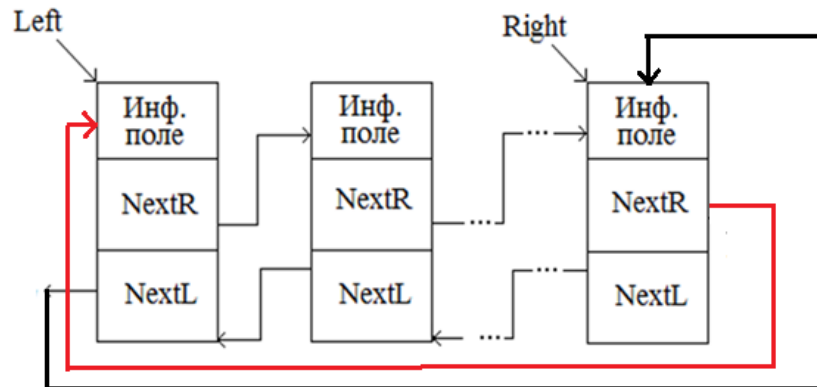 Left
Right
Инф.
поле
Инф.
поле
...
Инф.
поле
NextR
NextR
...
NextR
NextL
NextL
...
...
NextL